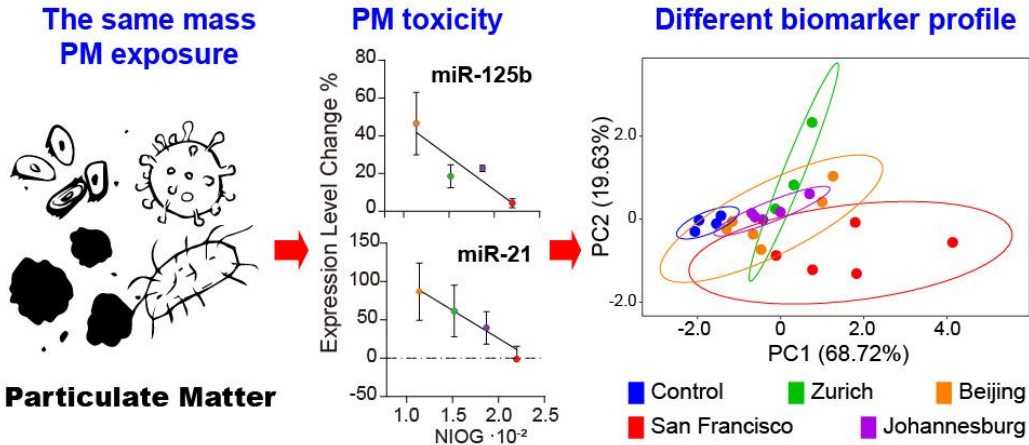 The same mass
PM exposure
Particulate Matter
PM toxicity
Expression Level Change %
miR-125b
80
60
40
20
0
miR-21
150
100
50
0
-50
1.0 1.5 2.0 2.5
NIOG ·10⁻²
Different biomarker profile
PC2 (19.63%)
2.0
0
-2.0
-2.0 0 2.0 4.0
PC1 (68.72%)
Control Zurich Beijing
San Francisco Johannesburg